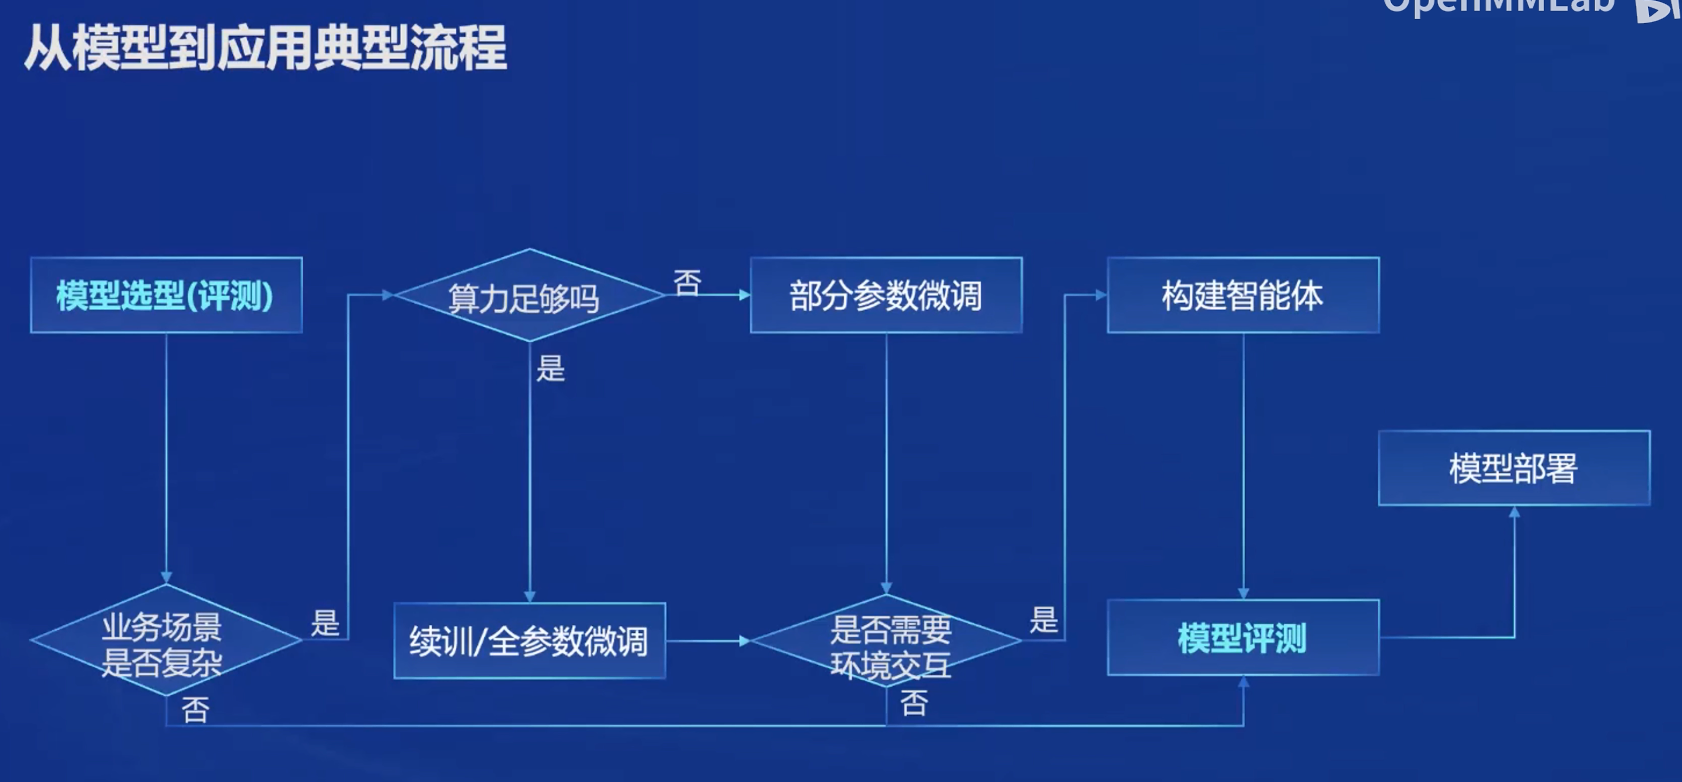 OpenMMLab
从模型到应用典型流程
模型选型(评测)
算力足够吗
否
部分参数微调
构建智能体
是
模型部署
业务场景
是否复杂
是
续训/全参数微调
是否需要
环境交互
是
模型评测
否
否